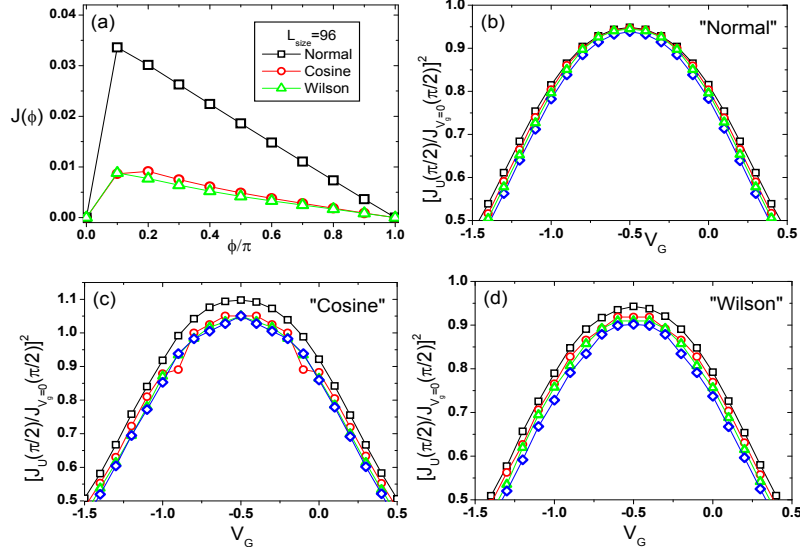 (a)
L_size=96
Normal
Cosine
Wilson
J(ϕ)
0.04
0.03
0.02
0.01
0.00
0.0 0.2 0.4 0.6 0.8 1.0
ϕ/π
(b) "Normal"
[J_U(π/2)/J_{V_g=0}(π/2)]²
1.0
0.9
0.8
0.7
0.6
0.5
-1.5 -1.0 -0.5 0.0 0.5
V_G
(c) "Cosine"
[J_U(π/2)/J_{V_g=0}(π/2)]²
1.1
1.0
0.9
0.8
0.7
0.6
0.5
-1.5 -1.0 -0.5 0.0 0.5
V_G
(d) "Wilson"
[J_U(π/2)/J_{V_g=0}(π/2)]²
1.0
0.9
0.8
0.7
0.6
0.5
-1.5 -1.0 -0.5 0.0 0.5
V_G